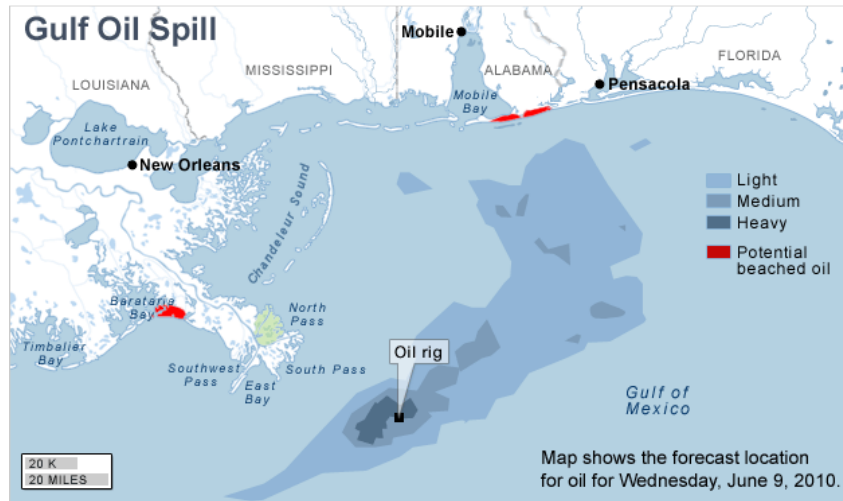 Gulf Oil Spill
Mobile
MISSISSIPPI
ALABAMA
FLORIDA
LOUISIANA
Pensacola
Mobile
Bay
Lake
Pontchartrain
New Orleans
Chandeleur Sound
Light
Medium
Heavy
Potential
beached oil
Barataria
Bay
North
Pass
Timbalier
Bay
Southwest
Pass
East
Bay
South Pass
Oil rig
Gulf of
Mexico
20 K
20 MILES
Map shows the forecast location
for oil for Wednesday, June 9, 2010.